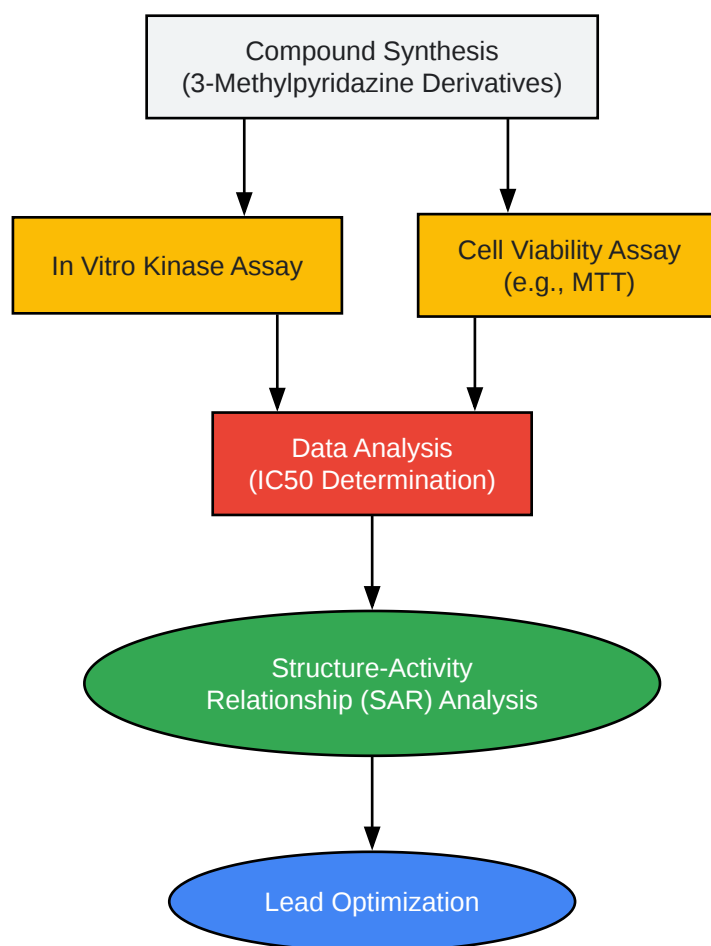 Compound Synthesis
(3-Methylpyridazine Derivatives)
In Vitro Kinase Assay
Cell Viability Assay
(e.g., MTT)
Data Analysis
(IC50 Determination)
Structure-Activity
Relationship (SAR) Analysis
Lead Optimization